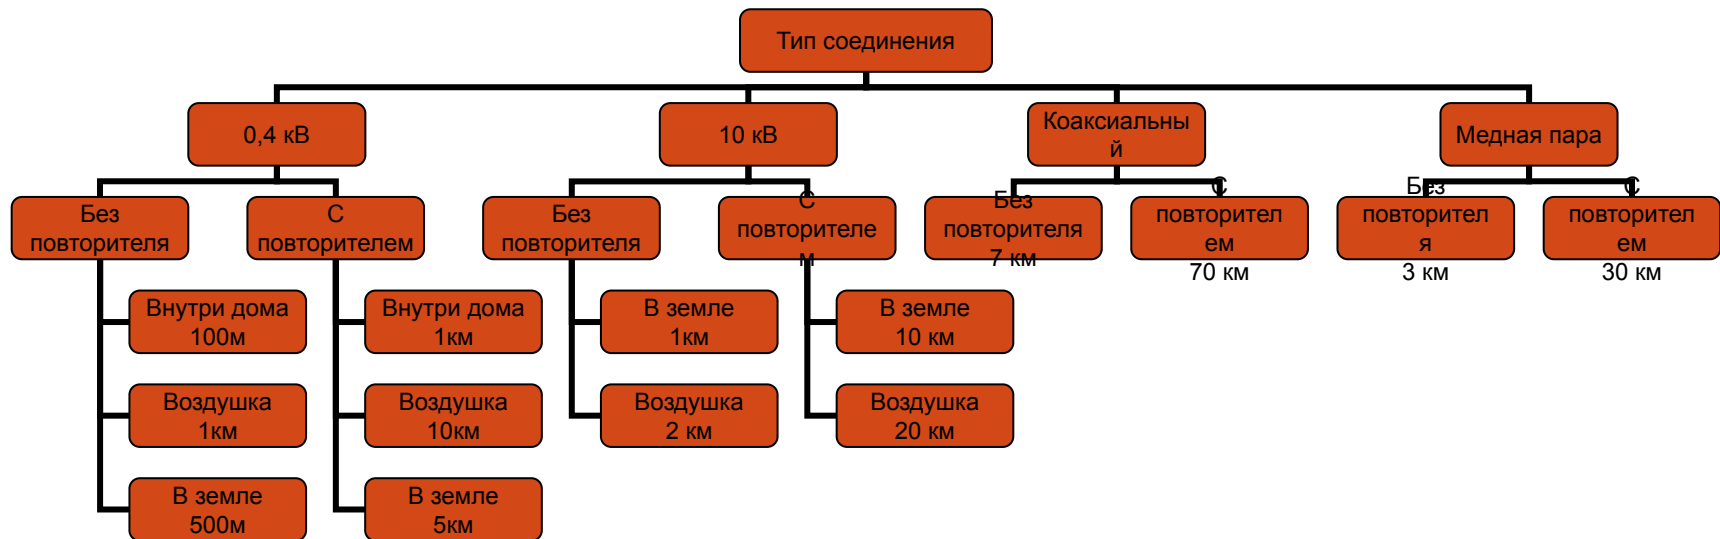 Тип соединения
0,4 кВ
10 кВ
Коаксиальны
й
Медная пара
Без
повторителя
С
повторителем
Без
повторителя
С
повторителе
м
Без
повторителя
7 км
С
повторител
ем
70 км
Без
повторител
я
3 км
С
повторител
ем
30 км
Внутри дома
100м
Внутри дома
1км
В земле
1км
В земле
10 км
Воздушка
1км
Воздушка
10км
Воздушка
2 км
Воздушка
20 км
В земле
500м
В земле
5км